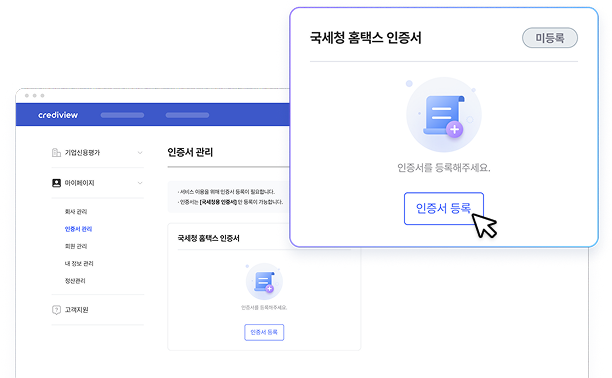 국세청 홈택스 인증서
미등록
인증서를 등록해주세요.
인증서 등록
crediview
기업신용평가
마이페이지
회사 관리
인증서 관리
회원 관리
내 정보 관리
정산관리
고객지원
인증서 관리
· 서비스 이용을 위해 인증서 등록이 필요합니다.
· 인증서는 [국세청용 인증서]만 등록이 가능합니다.
국세청 홈택스 인증서
인증서를 등록해주세요.
인증서 등록